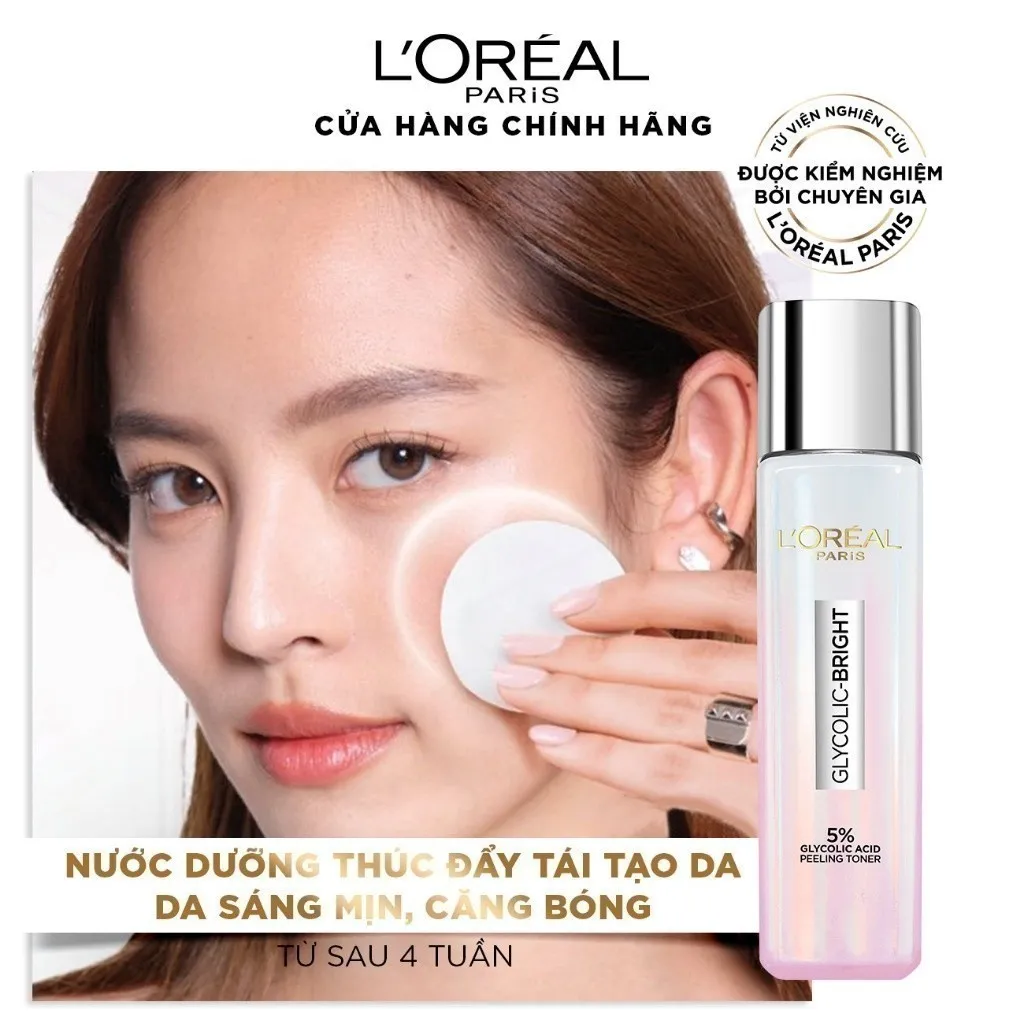 L'ORÉAL
PARiS
CỬA HÀNG CHÍNH HÃNG
TỪ VIỆN NGHIÊN CỨU
ĐƯỢC KIỂM NGHIỆM
BỞI CHUYÊN GIA
L'ORÉAL PARIS
L'ORÉAL
PARiS
GLYCOLIC-BRIGHT
5%
GLYCOLIC ACID
PEELING TONER
NƯỚC DƯỠNG THÚC ĐẨY TÁI TẠO DA
DA SÁNG MỊN, CĂNG BÓNG
TỪ SAU 4 TUẦN